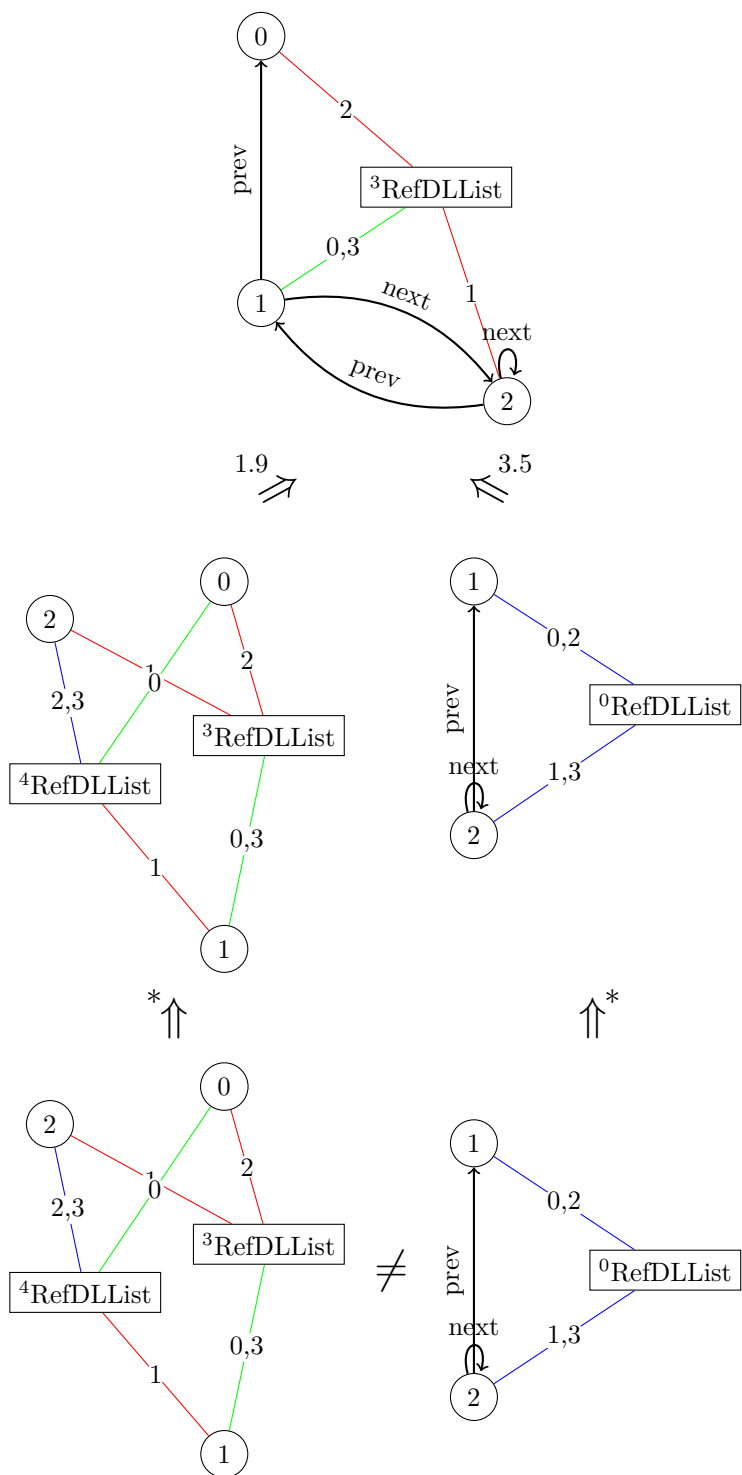 0
2
prev
³RefDLList
0,3
1
next
1
next
prev
2
1.9
3.5
0
1
2
1
0
2
0,2
2,3
prev
³RefDLList
⁰RefDLList
⁴RefDLList
next
1,3
0,3
2
1
1
*
*
0
2
1
1
0
2
0,2
2,3
prev
³RefDLList
≠
⁰RefDLList
⁴RefDLList
next
1,3
0,3
1
2
1